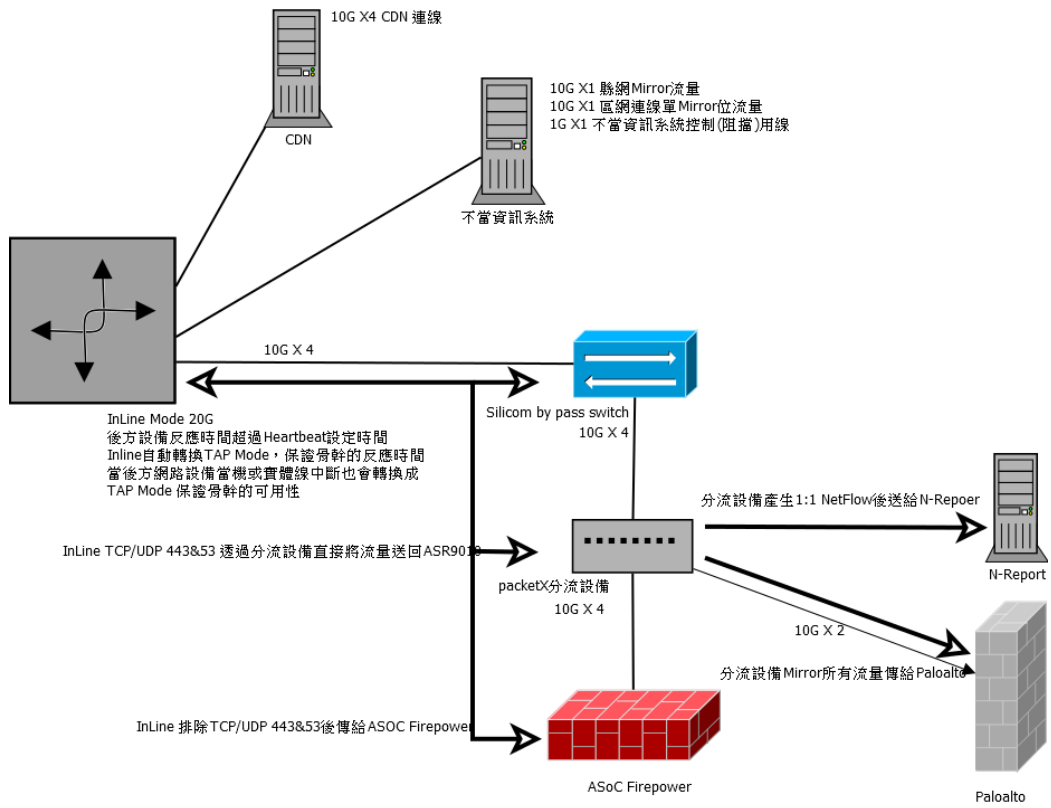 10G X4 CDN 連線
CDN
10G X1 縣網Mirror流量
10G X1 區網連線單Mirror位流量
1G X1 不當資訊系統控制(阻擋)用線
不當資訊系統
10G X 4
InLine Mode 20G
後方設備反應時間超過Heartbeat設定時間
Inline自動轉換TAP Mode，保證骨幹的反應時間
當後方網路設備當機或實體線中斷也會轉換成
TAP Mode 保證骨幹的可用性
Silicom by pass switch
10G X 4
分流設備產生1:1 NetFlow後送給N-Repoer
N-Report
InLine TCP/UDP 443&53 透過分流設備直接將流量送回ASR9010
packetX分流設備
10G X 4
10G X 2
分流設備Mirror所有流量傳給Paloalto
InLine 排除TCP/UDP 443&53後傳給ASOC Firepower
ASoC Firepower
Paloalto